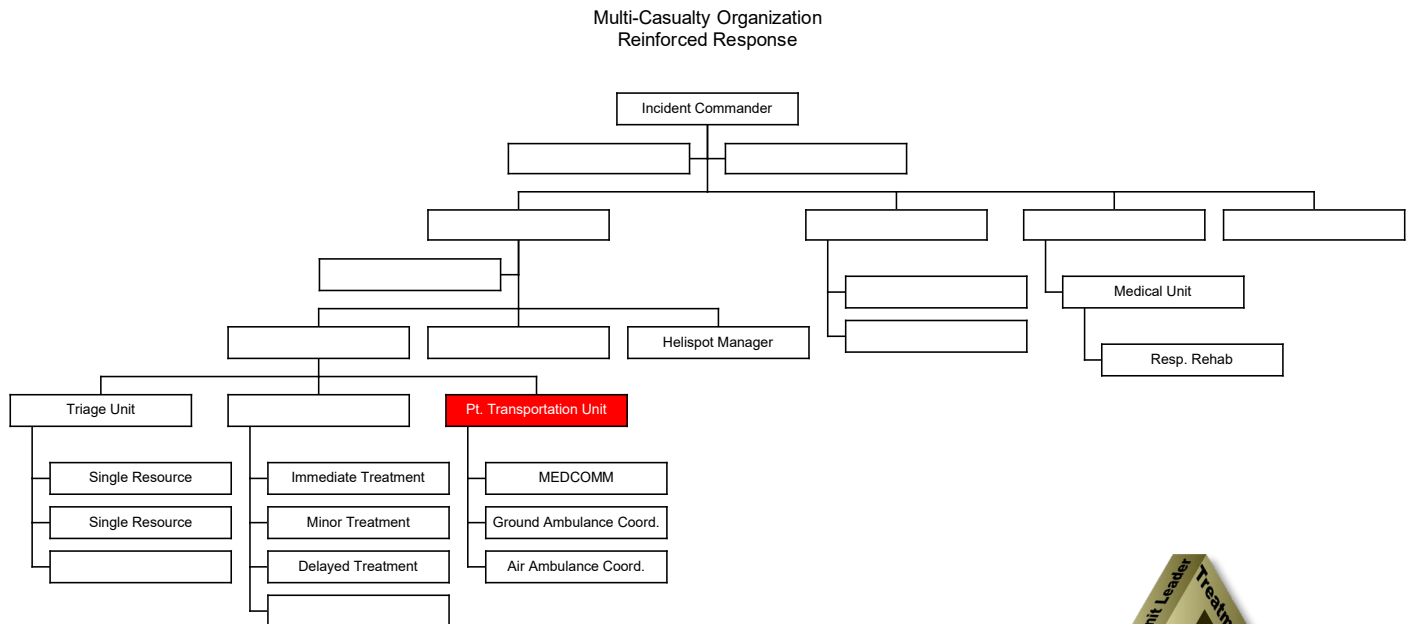 Multi-Casualty Organization
Reinforced Response
Incident Commander
Medical Unit
Helispot Manager
Resp. Rehab
Triage Unit
Pt. Transportation Unit
Single Resource
Immediate Treatment
MEDCOMM
Single Resource
Minor Treatment
Ground Ambulance Coord.
Delayed Treatment
Air Ambulance Coord.
Leader